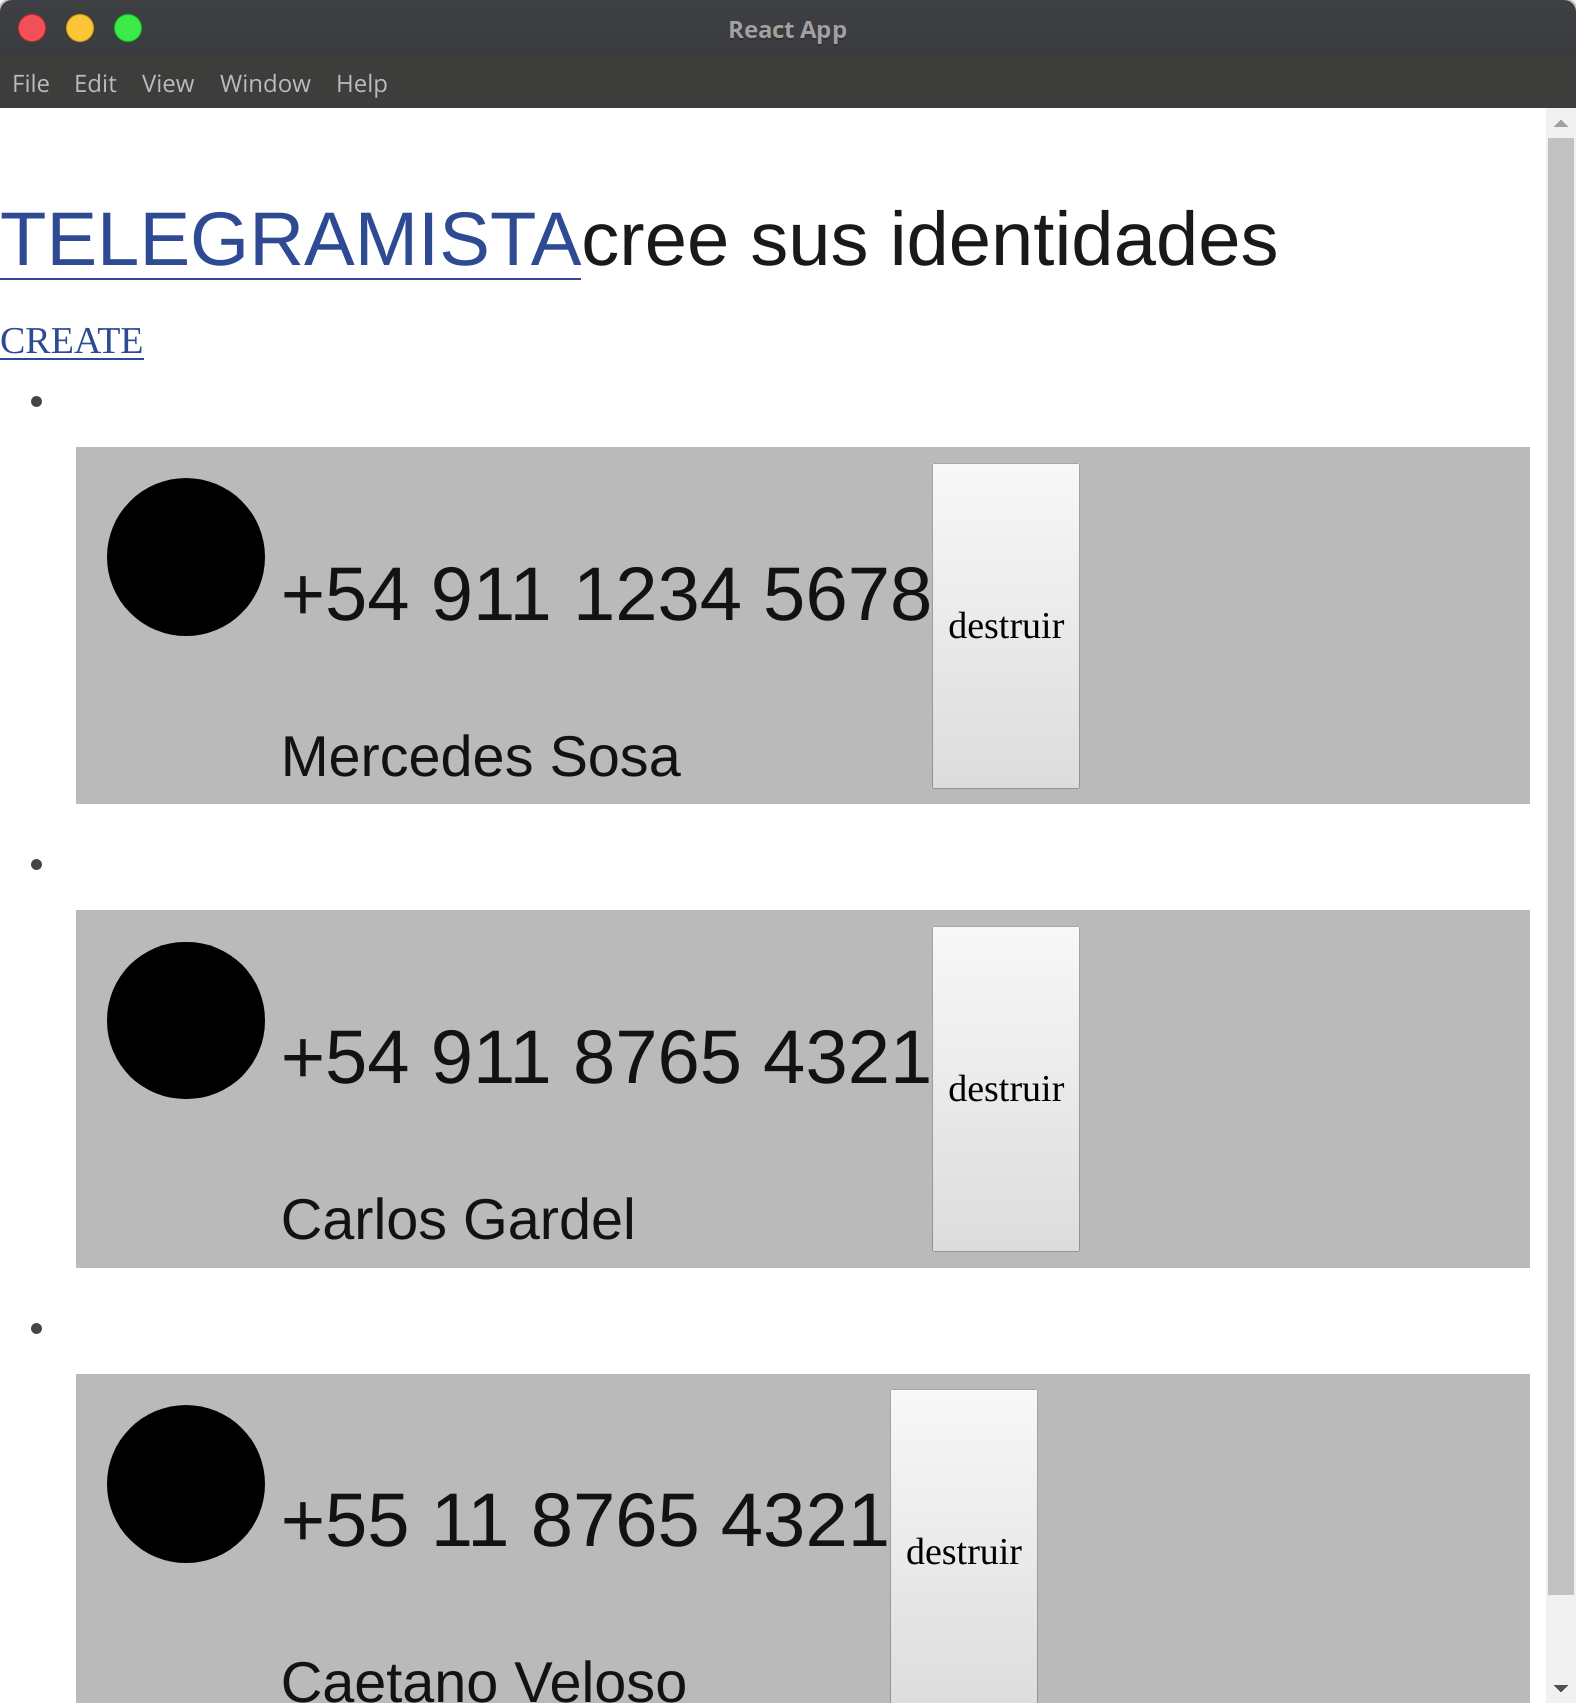 React App
File Edit View Window Help
TELEGRAMISTAcree sus identidades
CREATE
+54 911 1234 5678
destruir
Mercedes Sosa
+54 911 8765 4321
destruir
Carlos Gardel
+55 11 8765 4321
destruir
Caetano Veloso